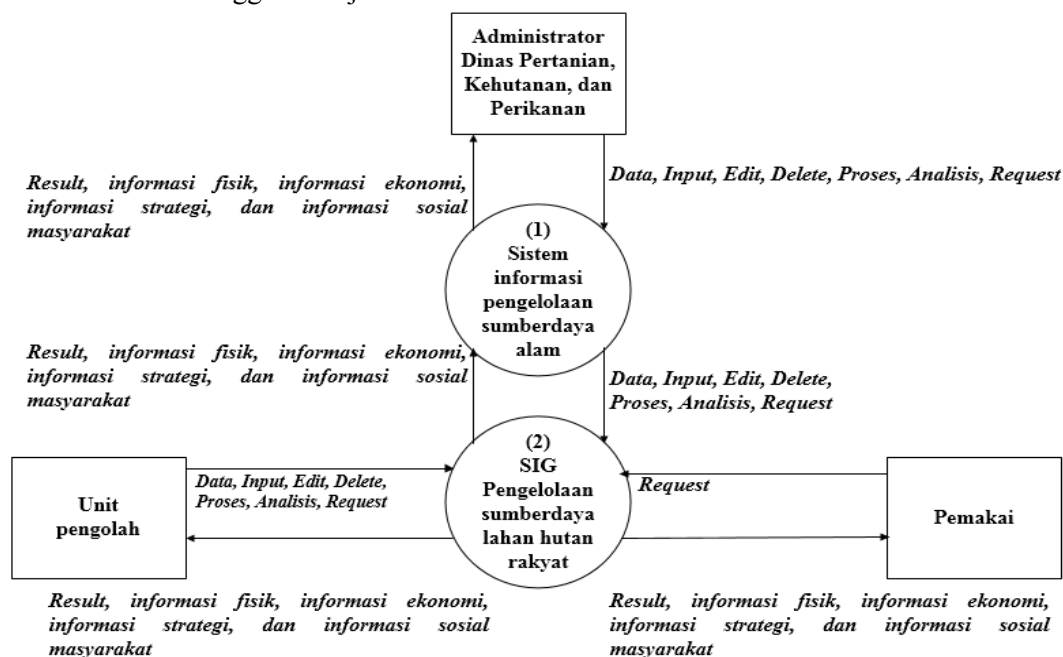 Administrator
Dinas Pertanian,
Kehutanan, dan
Perikanan
Result, informasi fisik, informasi ekonomi,
informasi strategi, dan informasi sosial
masyarakat
Data, Input, Edit, Delete, Proses, Analisis, Request
(1)
Sistem
informasi
pengelolaan
sumberdaya
alam
Result, informasi fisik, informasi ekonomi,
informasi strategi, dan informasi sosial
masyarakat
Data, Input, Edit, Delete,
Proses, Analisis, Request
(2)
SIG
Pengelolaan
sumberdaya
lahan hutan
rakyat
Unit
pengolah
Data, Input, Edit, Delete,
Proses, Analisis, Request
Request
Pemakai
Result, informasi fisik, informasi ekonomi,
informasi strategi, dan informasi sosial
masyarakat
Result, informasi fisik, informasi ekonomi,
informasi strategi, dan informasi sosial
masyarakat